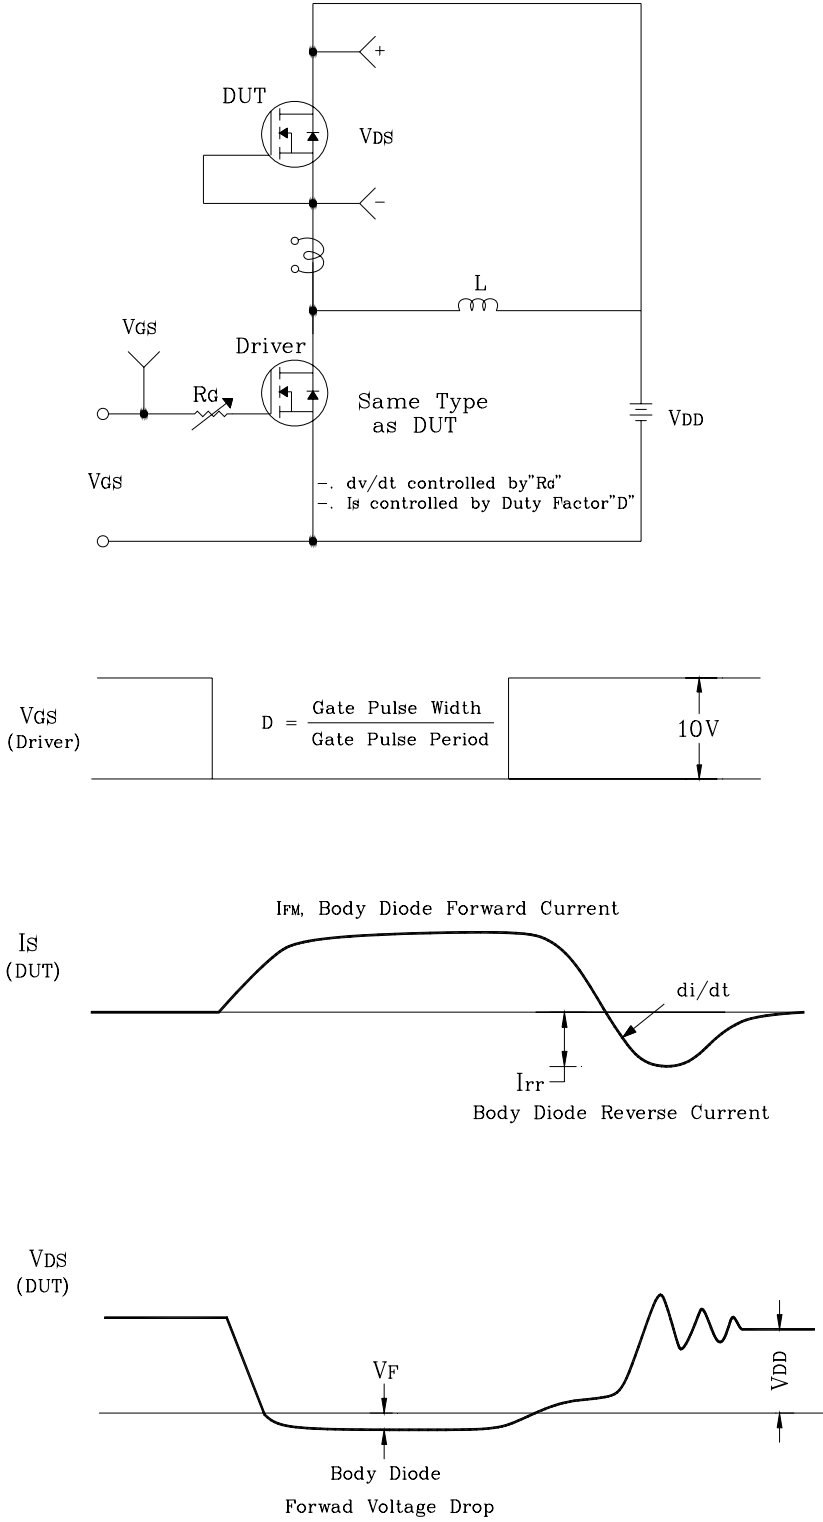 +
DUT
VDS
−
L
VGS
Driver
RG
Same Type
as DUT
VDD
VGS
−. dv/dt controlled by"RG"
−. Is controlled by Duty Factor"D"
VGS
(Driver)
D = Gate Pulse Width
Gate Pulse Period
10V
IFM, Body Diode Forward Current
IS
(DUT)
di/dt
Irr
Body Diode Reverse Current
VDS
(DUT)
VF
VDD
Body Diode
Forwad Voltage Drop